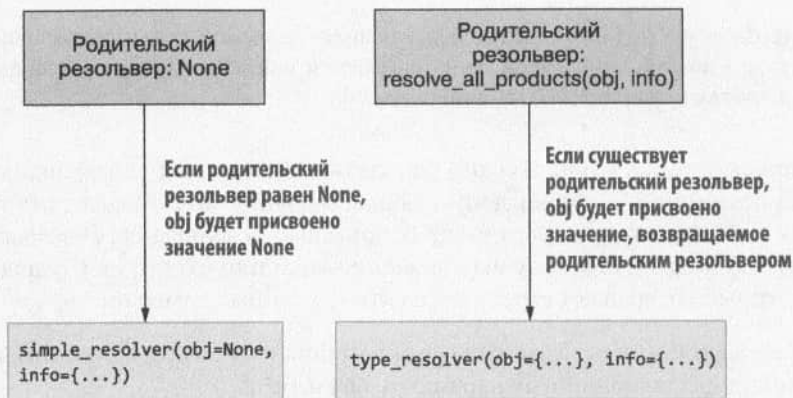 Родительский
резольвер: None
Родительский
резольвер:
resolve_all_products(obj, info)
Если родительский
резольвер равен None,
obj будет присвоено
значение None
Если существует
родительский резольвер,
obj будет присвоено
значение, возвращаемое
родительским резольвером
simple_resolver(obj=None,
info={...})
type_resolver(obj={...}, info={...})